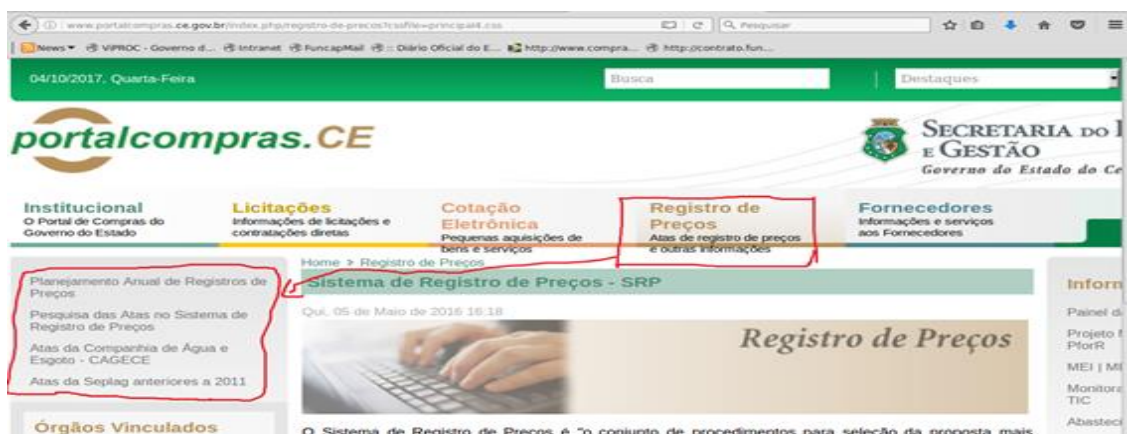 www.portalcompras.ce.gov.br/index.php/registro-de-precos?cssfile=principal4.css
Pesquisar
News
VIPROC - Governo d...
Intranet
FuncapMail
:: Diário Oficial do E...
http://www.compra...
http://contrato.fun...
04/10/2017, Quarta-Feira
Busca
Destaques
portalcompras.CE
SECRETARIA DO
E GESTÃO
Governo do Estado do Ce
Institucional
O Portal de Compras do
Governo do Estado
Licitações
Informações de licitações e
contratações diretas
Cotação
Eletrônica
Pequenas aquisições de
bens e serviços
Registro de
Preços
Atas de registro de preços
e outras informações
Fornecedores
Informações e serviços
aos Fornecedores
Home > Registro de Preços
Planejamento Anual de Registros de
Preços
Pesquisa das Atas no Sistema de
Registro de Preços
Atas da Companhia de Água e
Esgoto - CAGECE
Atas da Seplag anteriores a 2011
Órgãos Vinculados
Sistema de Registro de Preços - SRP
Qui, 05 de Maio de 2016 16:18
Registro de Preços
O Sistema de Registro de Preços é "o conjunto de procedimentos para seleção da proposta mais
Inform
Painel d
Projeto
PforR
MEI | M
Monitora
TIC
Abasteci